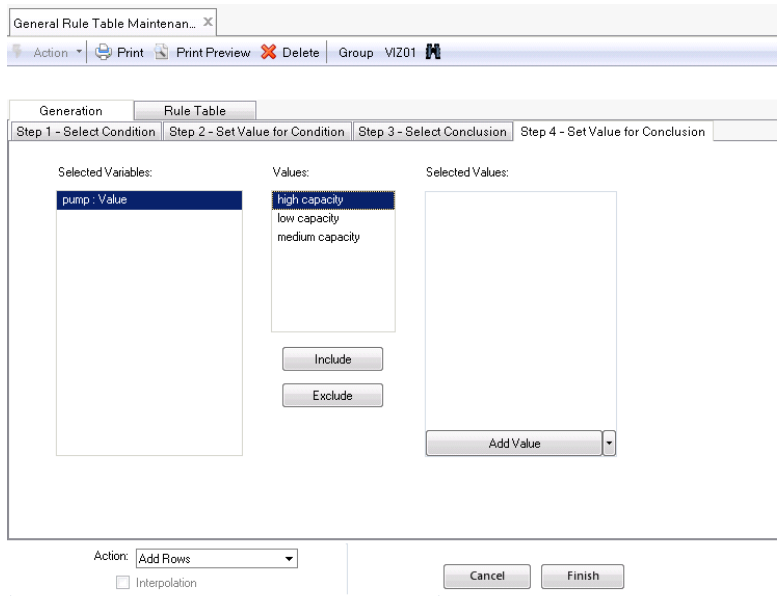 General Rule Table Maintenan...
Action Print Print Preview Delete Group VIZ01
Generation Rule Table
Step 1 - Select Condition Step 2 - Set Value for Condition Step 3 - Select Conclusion Step 4 - Set Value for Conclusion
Selected Variables: Values: Selected Values:
pump : Value high capacity
low capacity
medium capacity
Include
Exclude
Add Value
Action: Add Rows
Interpolation Cancel Finish